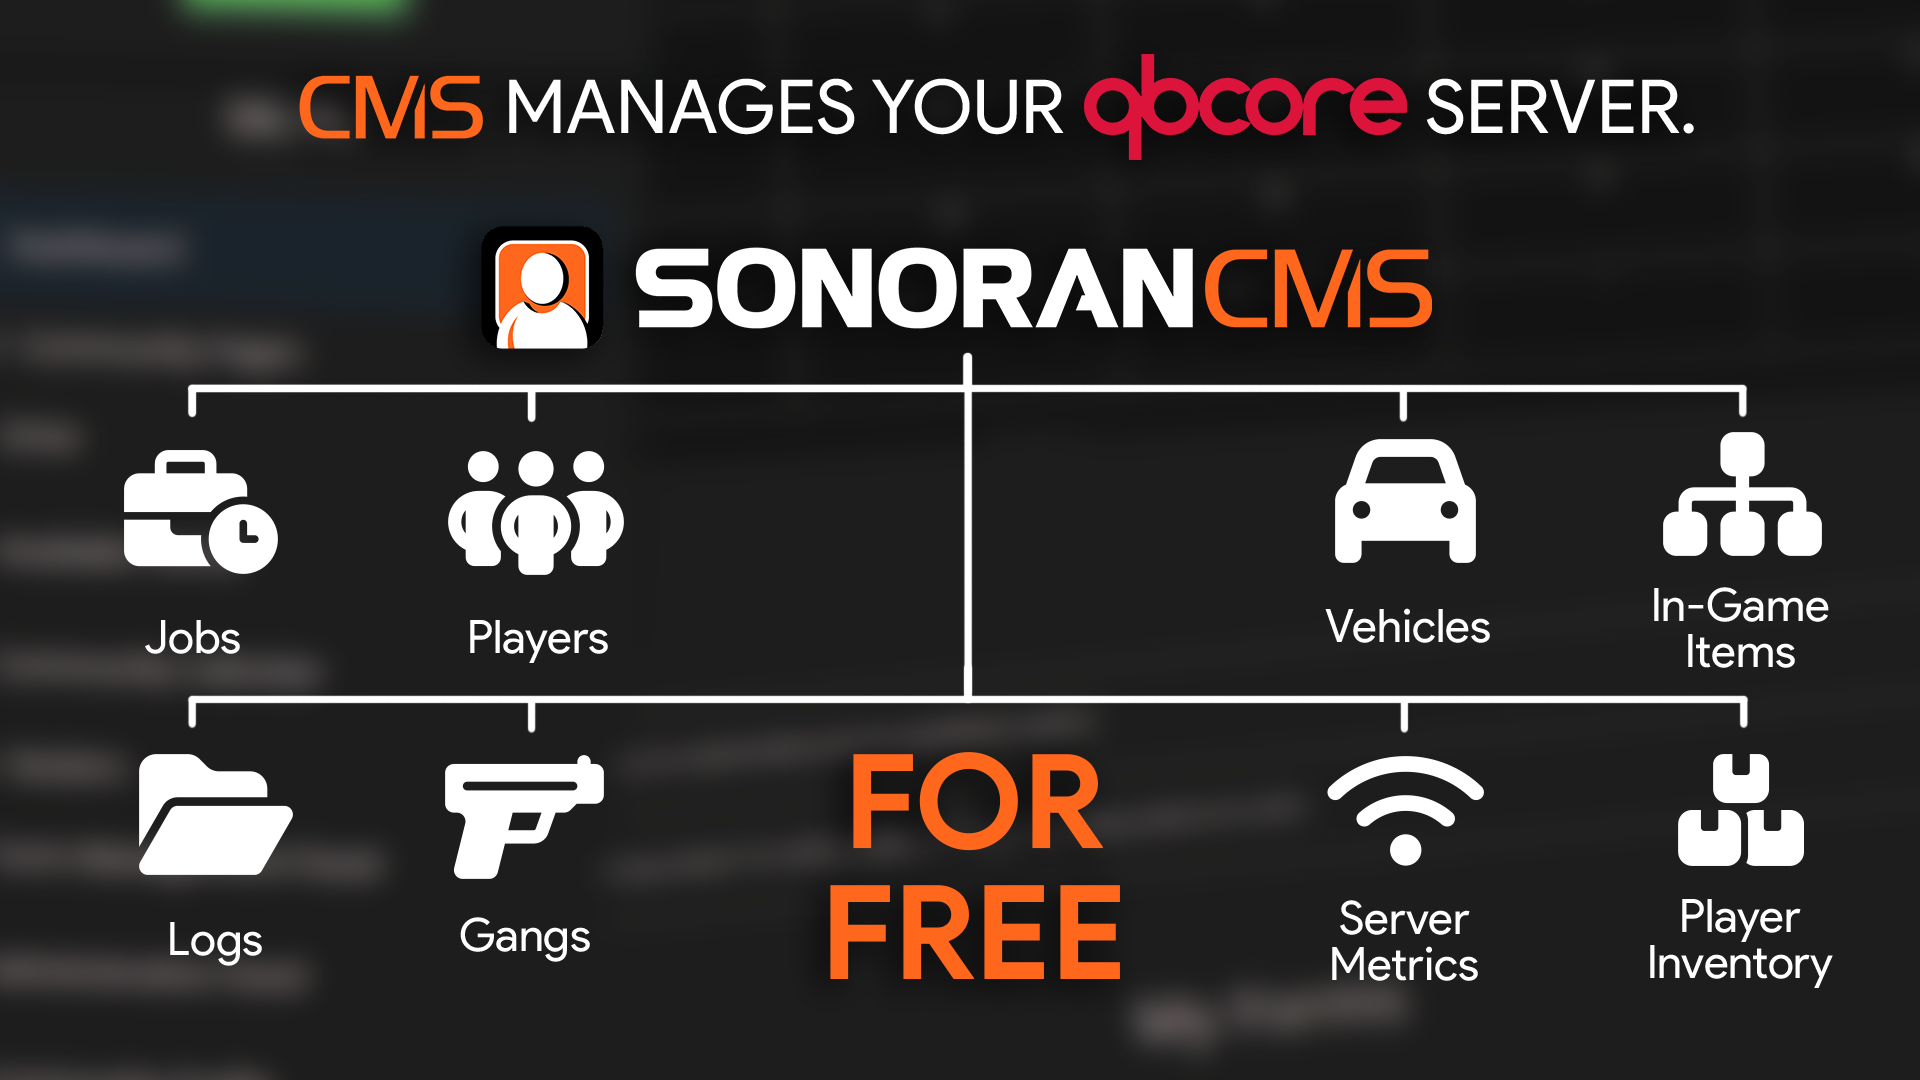 CMS MANAGES YOUR qbcore SERVER.
SONORANCMS
Jobs
Players
Vehicles
In-Game
Items
Logs
Gangs
FOR
FREE
Server
Metrics
Player
Inventory